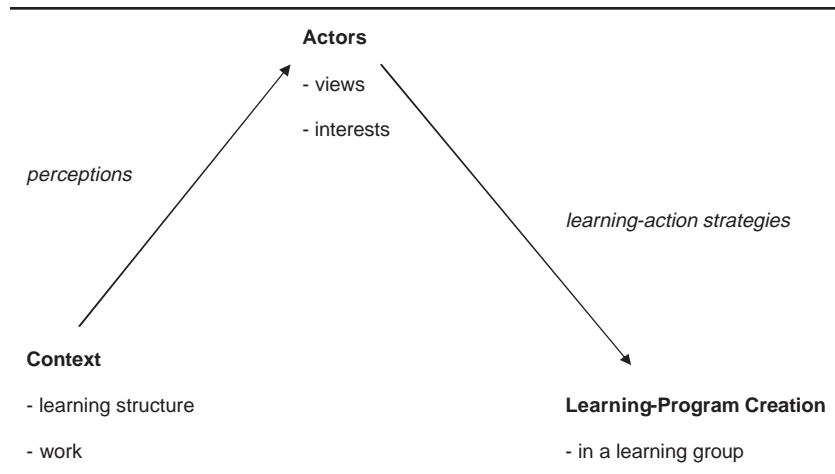 Actors
- views
- interests
perceptions
learning-action strategies
Context
- learning structure
- work
Learning-Program Creation
- in a learning group